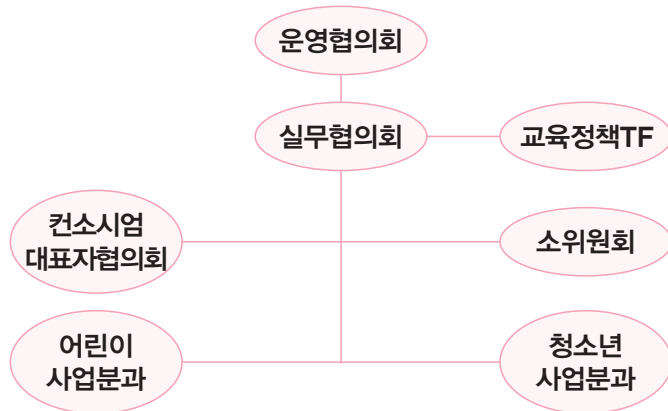 운영협의회
실무협의회
교육정책TF
컨소시엄
대표자협의회
소위원회
어린이
사업분과
청소년
사업분과